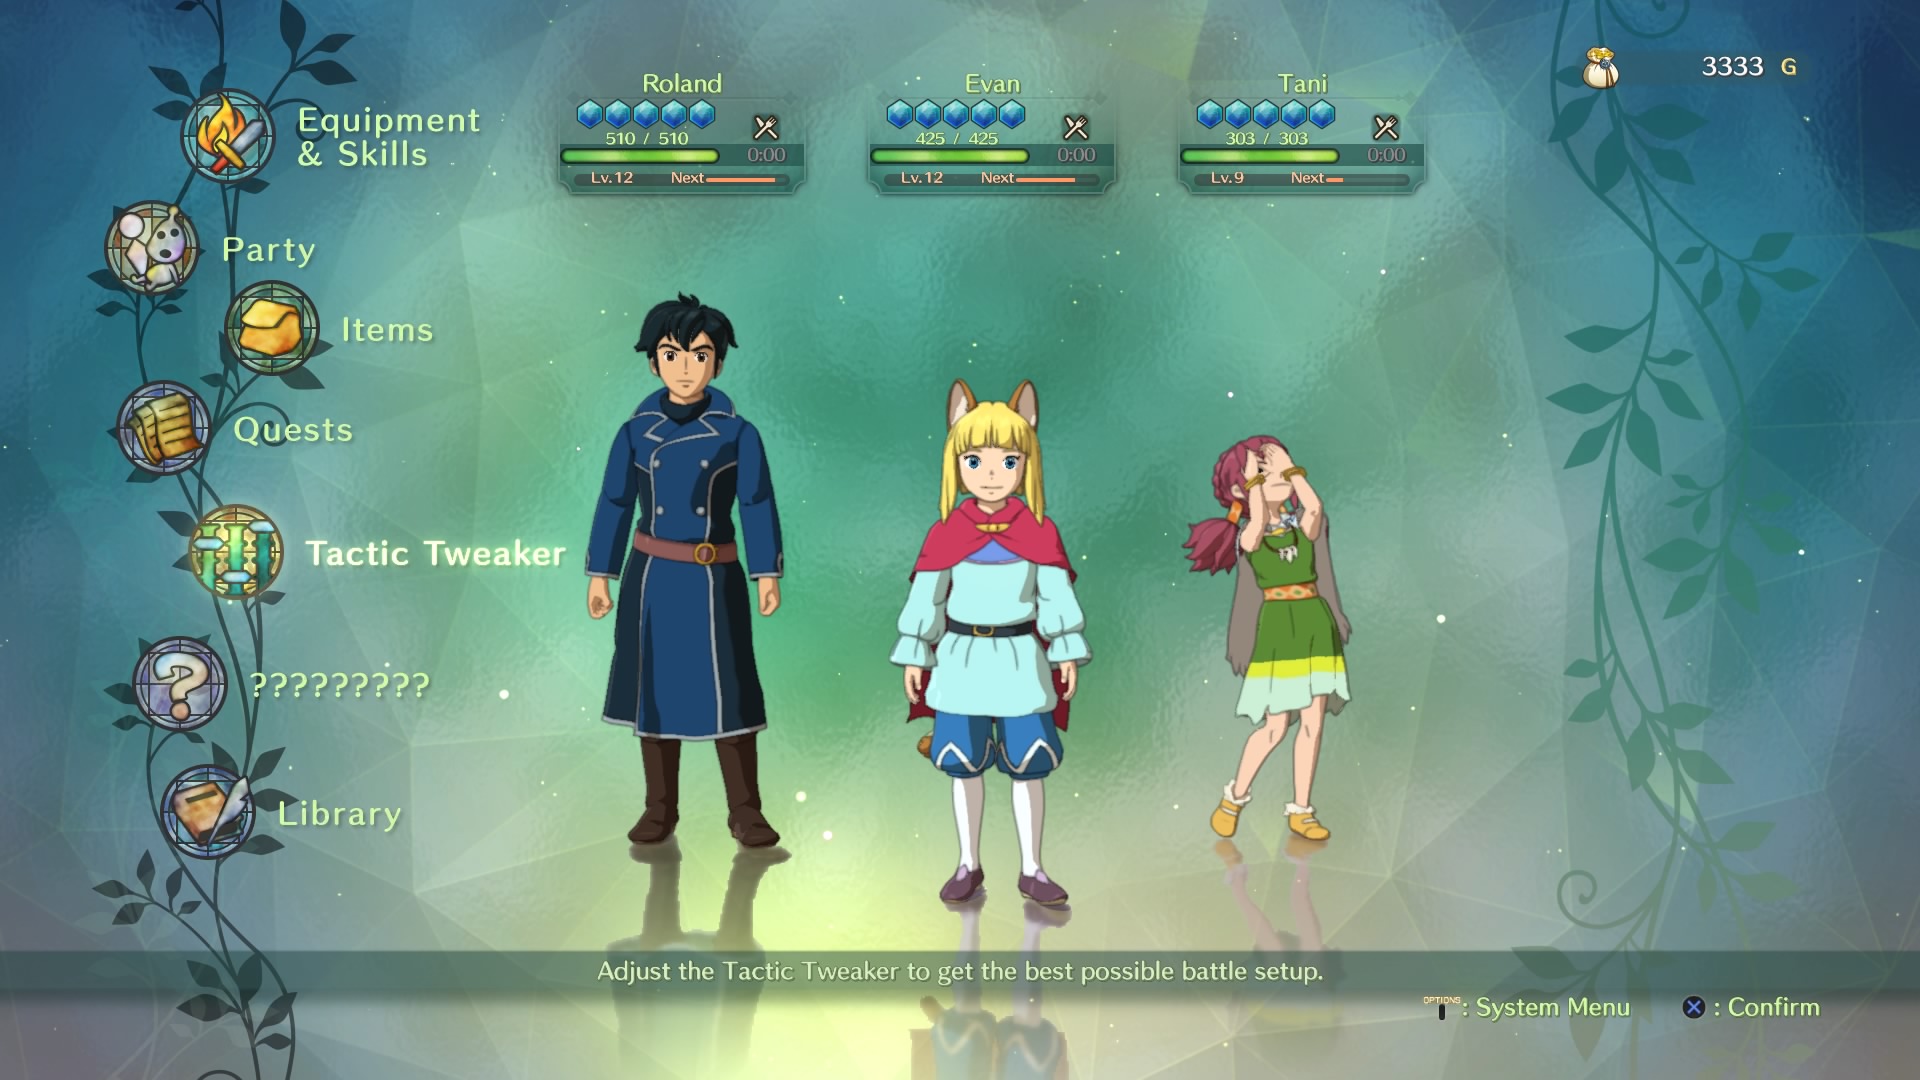 Equipment
& Skills
Party
Items
Quests
Tactic Tweaker
?????????
Library
Roland
510 / 510
0:00
Lv.12 Next
Evan
425 / 425
0:00
Lv.12 Next
Tani
303 / 303
0:00
Lv.9 Next
3333 G
Adjust the Tactic Tweaker to get the best possible battle setup.
OPTIONS : System Menu : Confirm